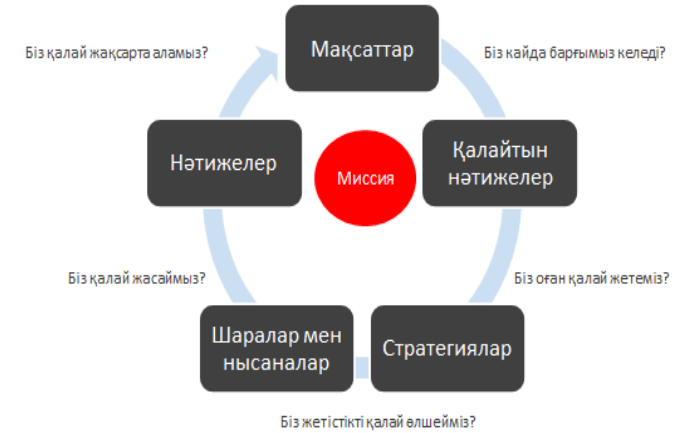 Мақсаттар
Біз қалай жақсарта аламыз?
Біз кайда барғымыз келеді?
Нәтижелер
Миссия
Қалайтын
нәтижелер
Біз қалай жасаймыз?
Біз оған қалай жетеміз?
Шаралар мен
нысаналар
Стратегиялар
Біз жетістікті қалай өлшейміз?